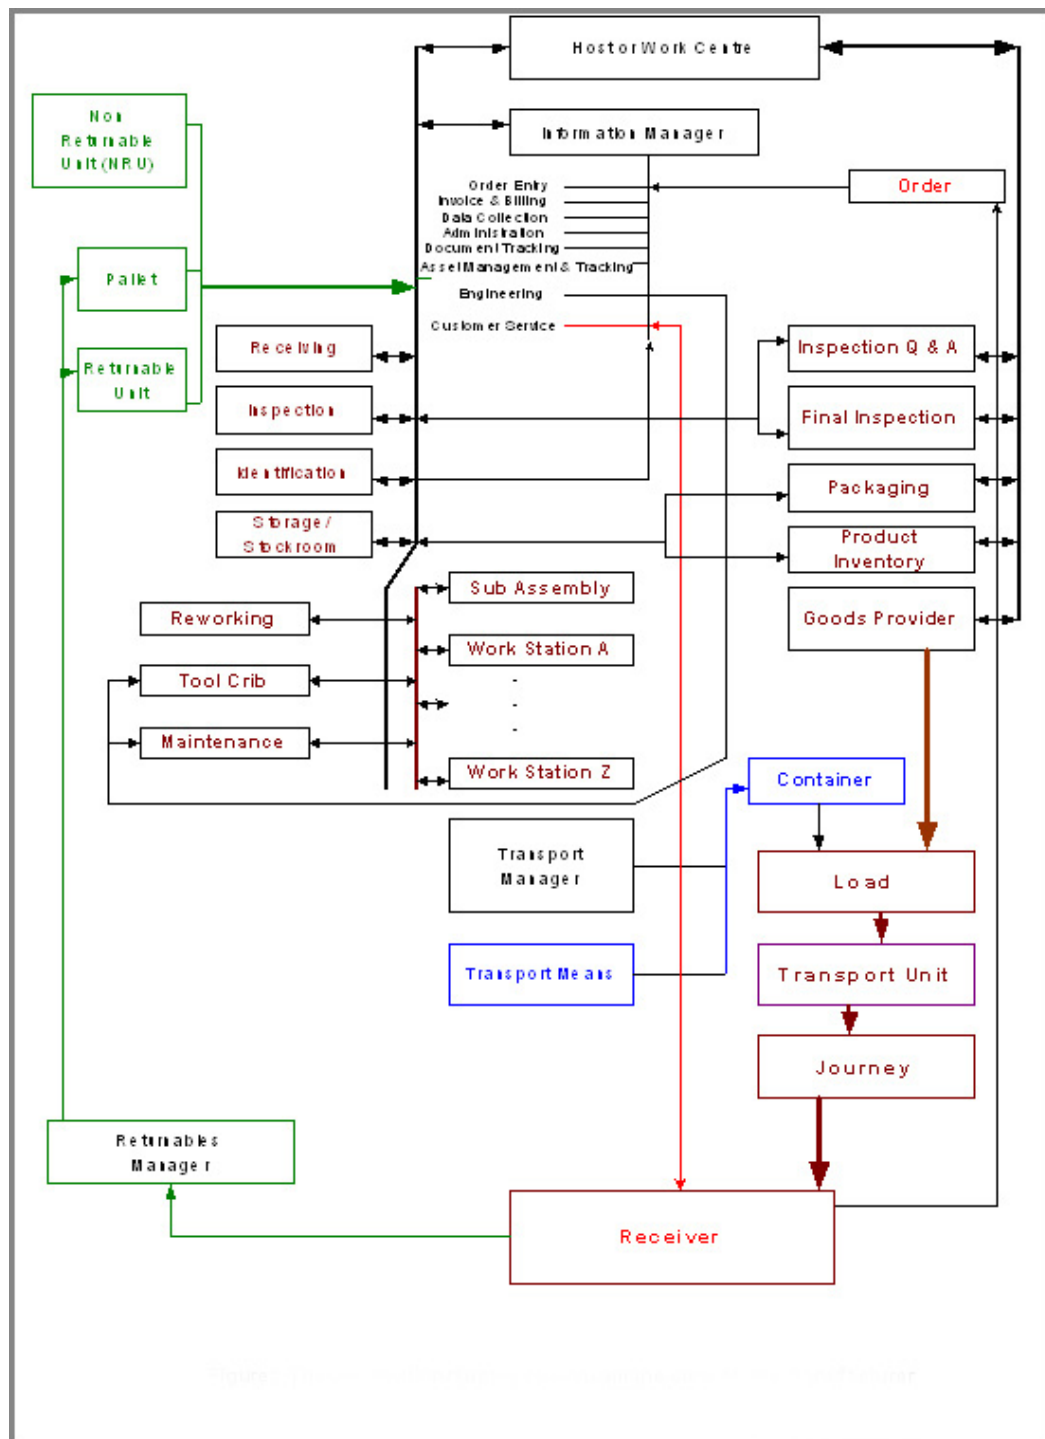 Host or Work Centre
Non
Returnable
Unit (NRU)
Information Manager
Order Entry
Order
Invoice & Billing
Data Collection
Administration
Document Tracking
Asset Management & Tracking
Pallet
Engineering
Customer Service
Receiving
Inspection Q & A
Returnable
Unit
Inspection
Final Inspection
Identification
Packaging
Storage /
Stockroom
Product
Inventory
Sub Assembly
Reworking
Goods Provider
Work Station A
Tool Crib
-
-
-
Maintenance
Work Station Z
Container
Transport
Manager
Load
Transport Means
Transport Unit
Journey
Returnables
Manager
Receiver